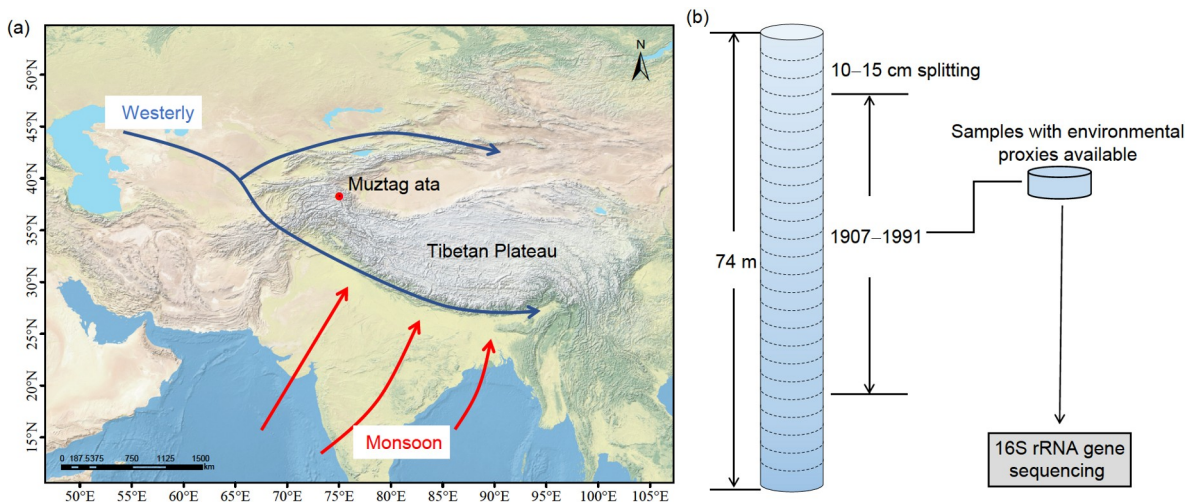 (a)
N
Westerly
Muztag ata
Tibetan Plateau
Monsoon
50°N
45°N
40°N
35°N
30°N
25°N
20°N
15°N
0 187.5375 750 1125 1500
km
50°E 55°E 60°E 65°E 70°E 75°E 80°E 85°E 90°E 95°E 100°E 105°E
(b)
10–15 cm splitting
Samples with environmental
proxies available
1907–1991
74 m
16S rRNA gene
sequencing